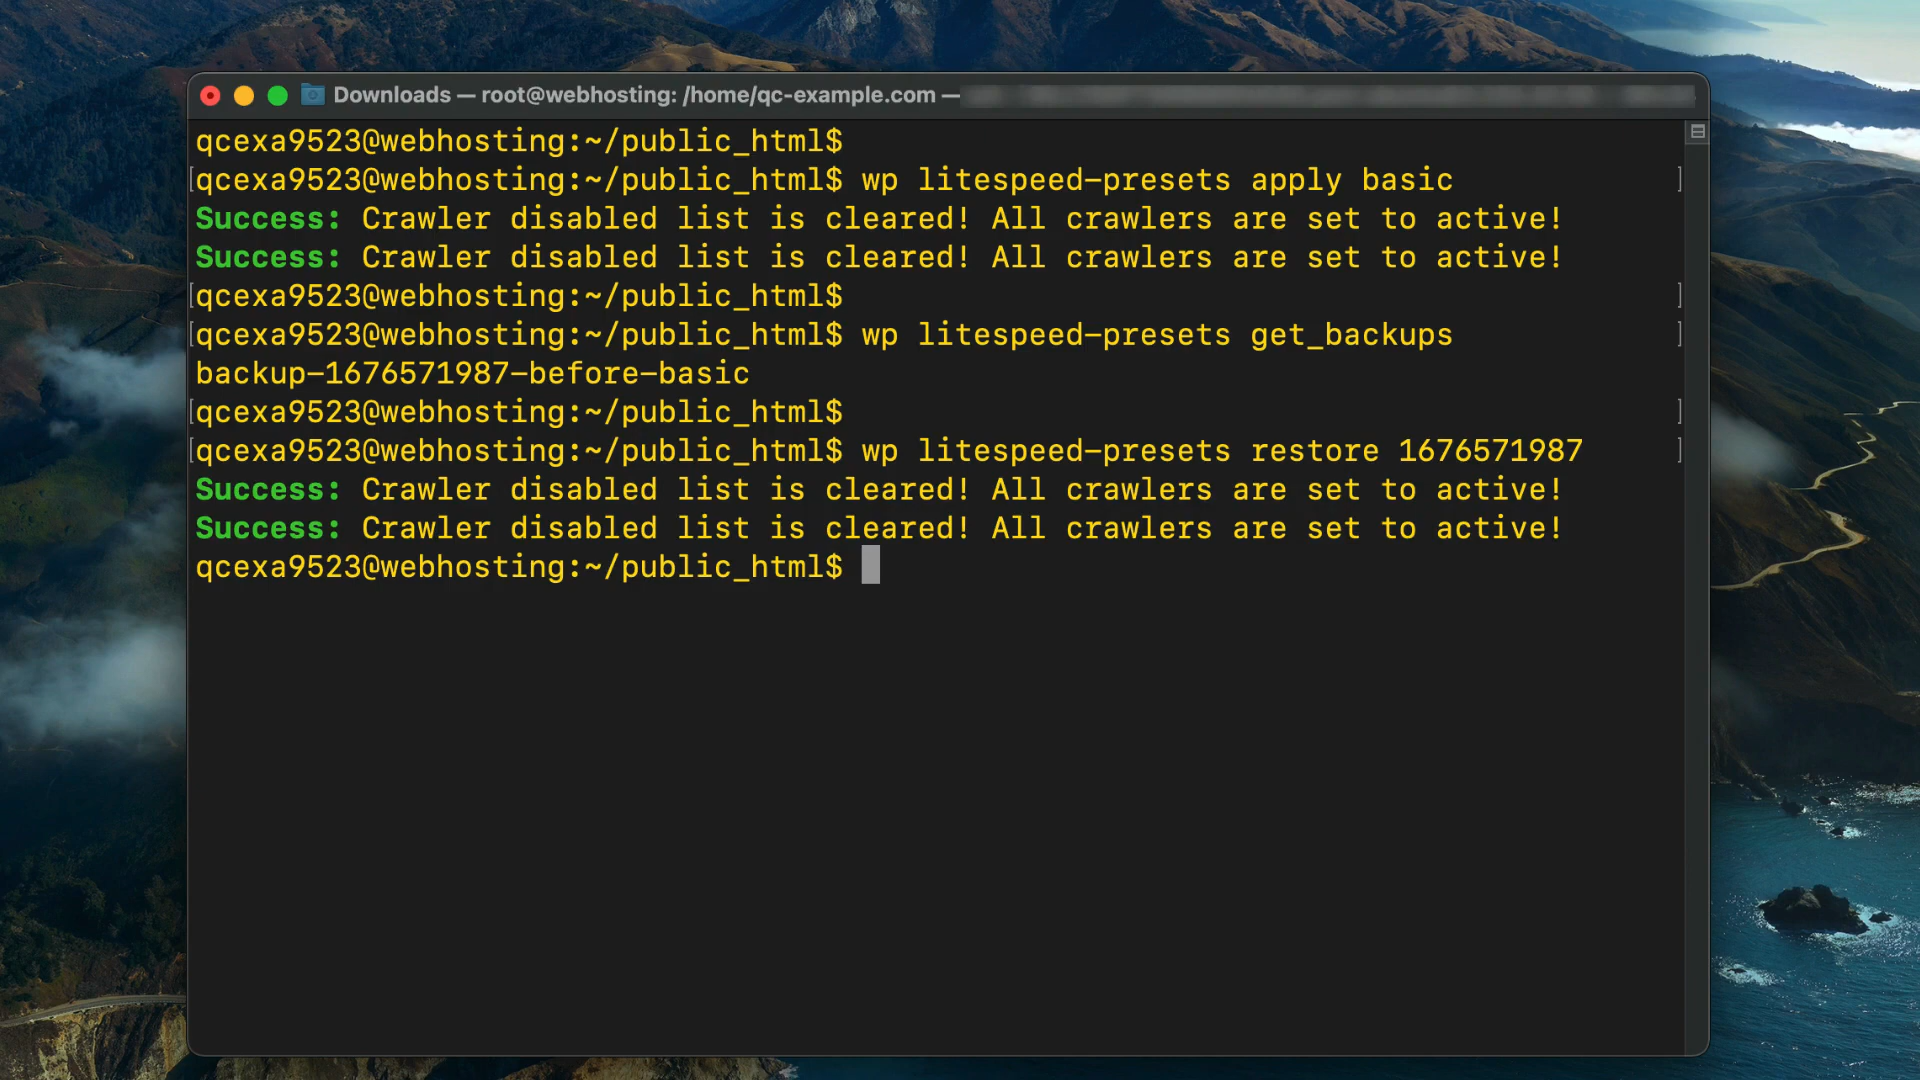 Downloads — root@webhosting: /home/qc-example.com —
qcexa9523@webhosting:~/public_html$
[qcexa9523@webhosting:~/public_html$ wp litespeed-presets apply basic ]
Success: Crawler disabled list is cleared! All crawlers are set to active!
Success: Crawler disabled list is cleared! All crawlers are set to active!
[qcexa9523@webhosting:~/public_html$ ]
[qcexa9523@webhosting:~/public_html$ wp litespeed-presets get_backups ]
backup-1676571987-before-basic
[qcexa9523@webhosting:~/public_html$ ]
[qcexa9523@webhosting:~/public_html$ wp litespeed-presets restore 1676571987 ]
Success: Crawler disabled list is cleared! All crawlers are set to active!
Success: Crawler disabled list is cleared! All crawlers are set to active!
qcexa9523@webhosting:~/public_html$